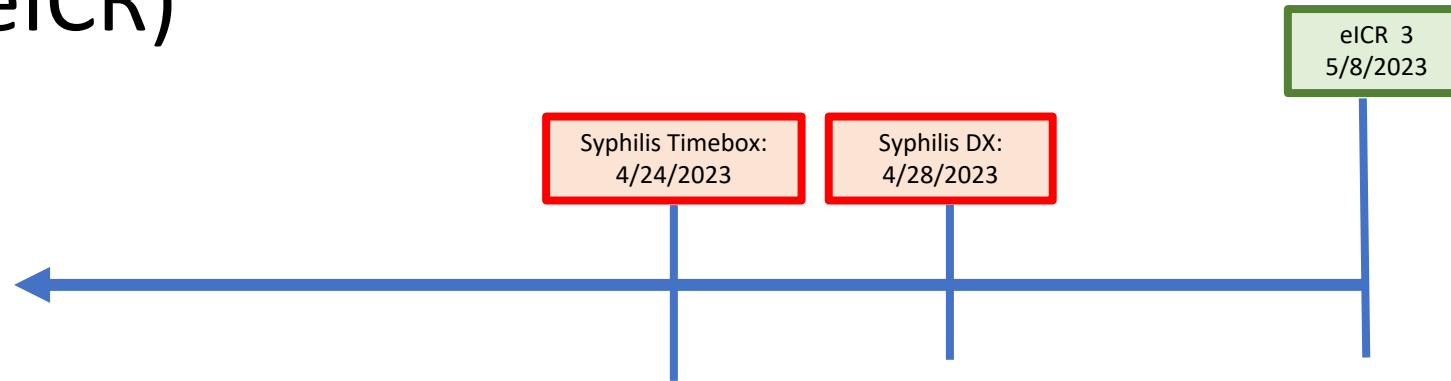 eICR)
eICR 3
5/8/2023
Syphilis Timebox:
4/24/2023
Syphilis DX:
4/28/2023